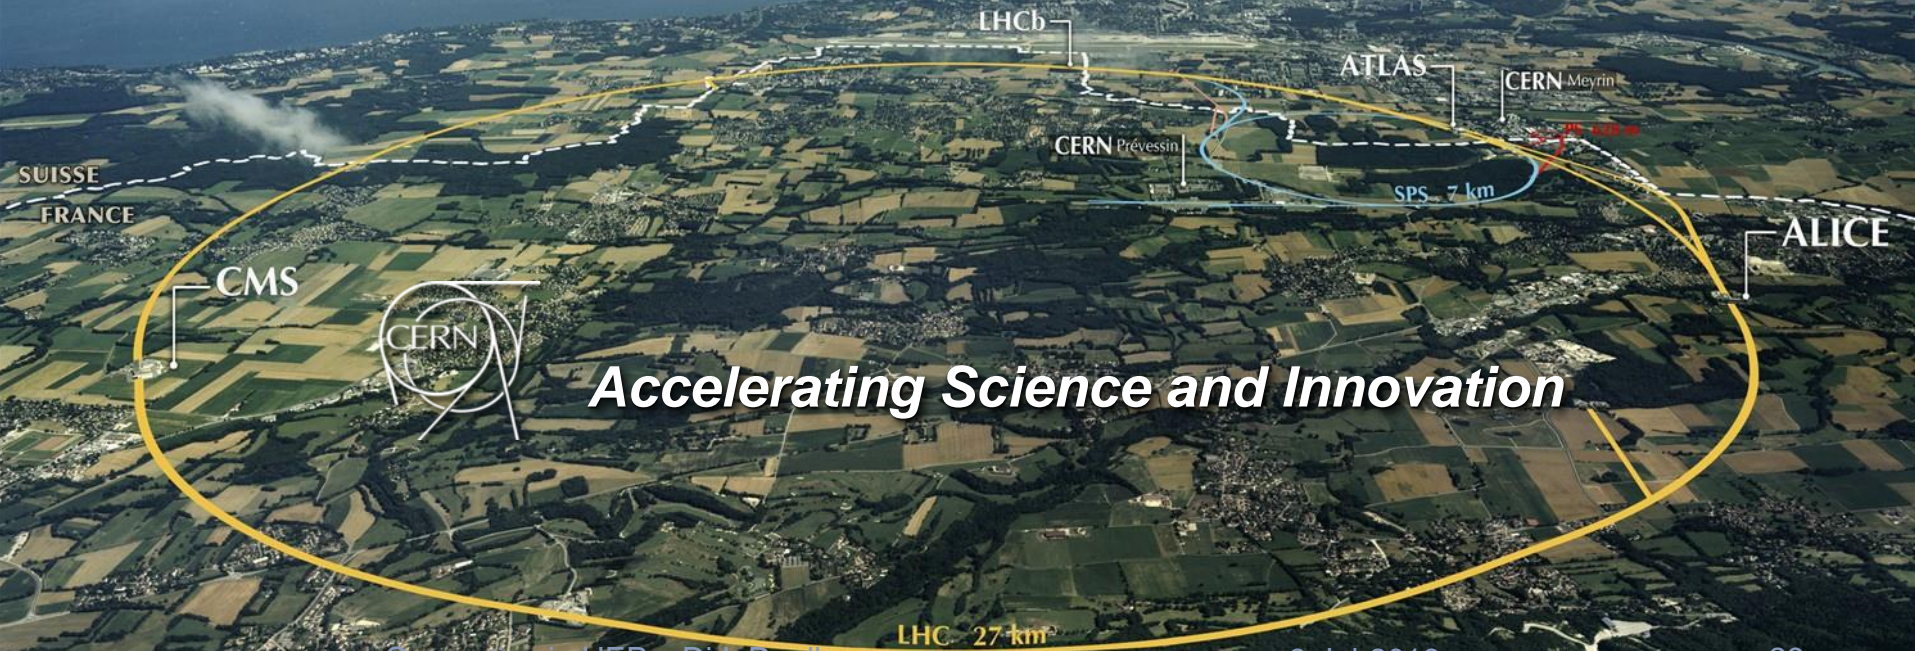 LHCb
ATLAS
CERN Meyrin
CERN Prévessin
SUISSE
FRANCE
SPS 7 km
ALICE
CMS
CERN
Accelerating Science and Innovation
LHC 27 km